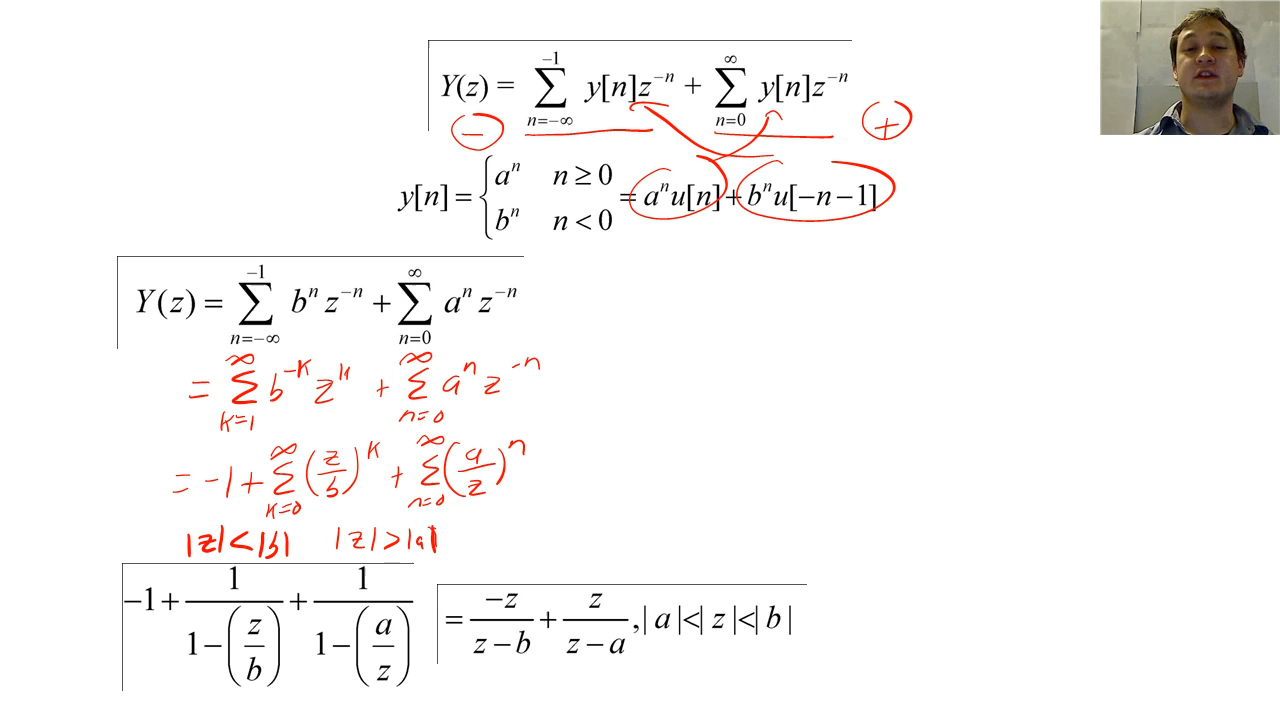 Y(z) = ∑_{n=−∞}^{−1} y[n]z^{−n} + ∑_{n=0}^{∞} y[n]z^{−n}
− +
y[n] = { a^n n ≥ 0 ; b^n n < 0 = a^n u[n] + b^n u[−n −1]
Y(z) = ∑_{n=−∞}^{−1} b^n z^{−n} + ∑_{n=0}^{∞} a^n z^{−n}
= ∑_{k=1}^{∞} b^{−k} z^k + ∑_{n=0}^{∞} a^n z^{−n}
= −1 + ∑_{k=0}^{∞} (z/b)^k + ∑_{n=0}^{∞} (a/z)^n
|z| < |b| |z| > |a|
−1 + 1/(1 − (z/b)) + 1/(1 − (a/z)) = −z/(z − b) + z/(z − a), | a |<| z |<| b |